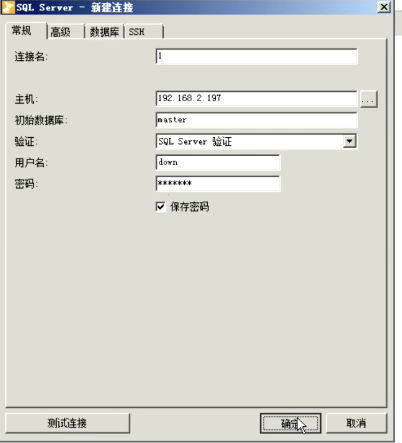 SQL Server - 新建连接
常规 高级 数据库 SSH
连接名: 1
主机: 192.168.2.197 ...
初始数据库: master
验证: SQL Server 验证
用户名: down
密码: *******
保存密码
测试连接 确定 取消